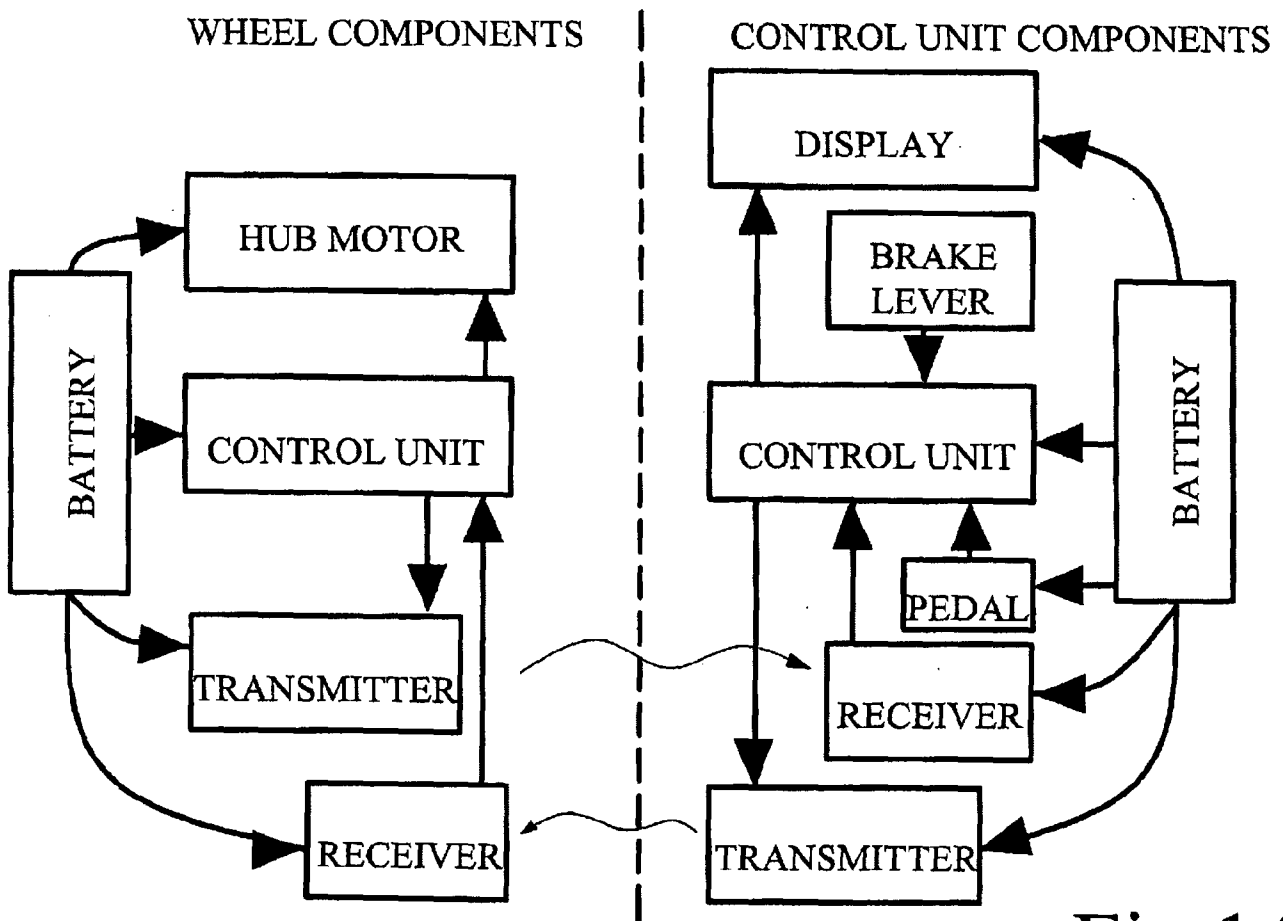 WHEEL COMPONENTS
HUB MOTOR
BATTERY
CONTROL UNIT
TRANSMITTER
RECEIVER
CONTROL UNIT COMPONENTS
DISPLAY
BRAKE
LEVER
CONTROL UNIT
BATTERY
PEDAL
RECEIVER
TRANSMITTER